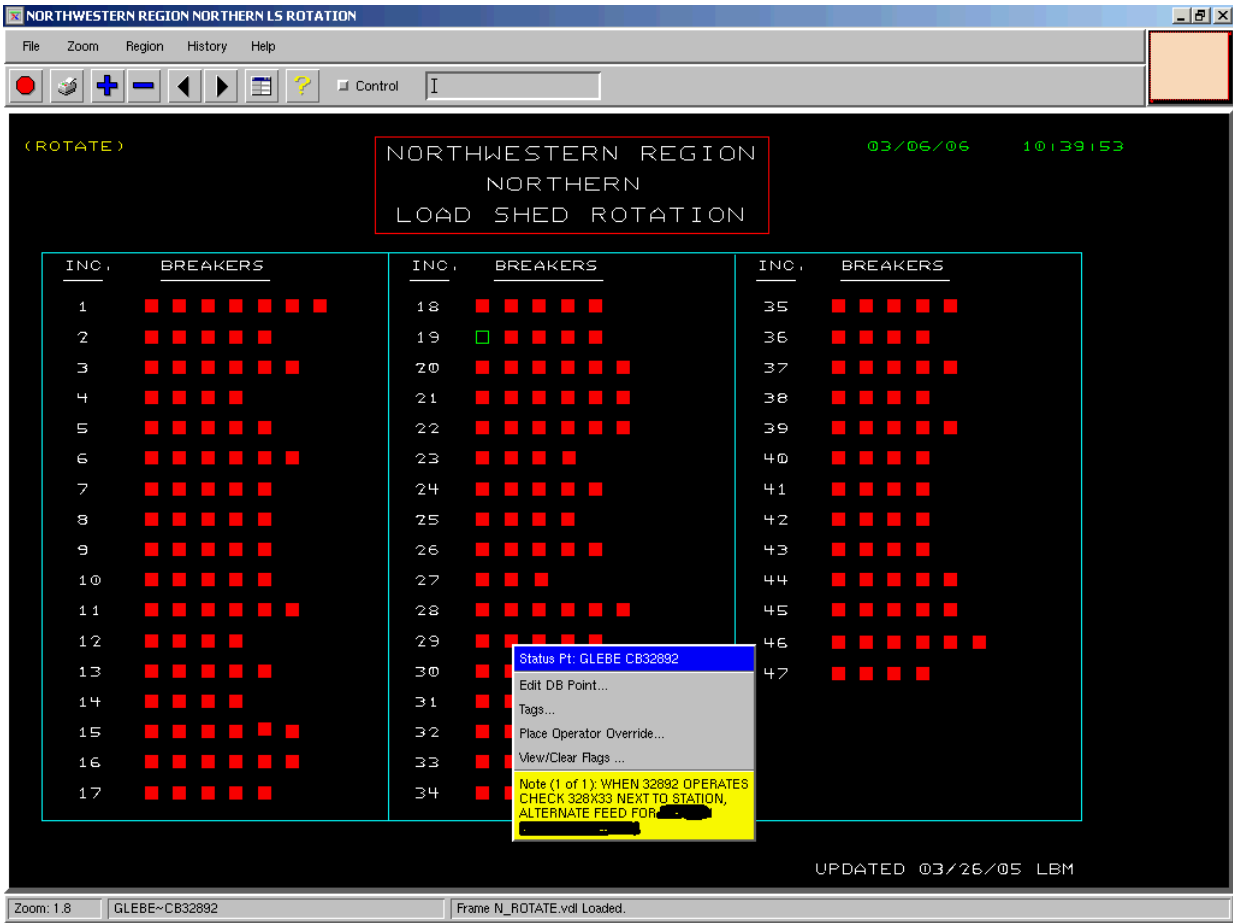 NORTHWESTERN REGION NORTHERN LS ROTATION
File Zoom Region History Help
Control
(ROTATE)
NORTHWESTERN REGION
NORTHERN
LOAD SHED ROTATION
03/06/06 10:39:53
INC. BREAKERS
1
2
3
4
5
6
7
8
9
10
11
12
13
14
15
16
17
INC. BREAKERS
18
19
20
21
22
23
24
25
26
27
28
29
30
31
32
33
34
INC. BREAKERS
35
36
37
38
39
40
41
42
43
44
45
46
47
Status Pt: GLEBE CB32892
Edit DB Point...
Tags...
Place Operator Override...
View/Clear Flags ...
Note (1 of 1): WHEN 32892 OPERATES
CHECK 328X33 NEXT TO STATION,
ALTERNATE FEED FOR
UPDATED 03/26/05 LBM
Zoom: 1.8 GLEBE~CB32892 Frame N_ROTATE.vdl Loaded.